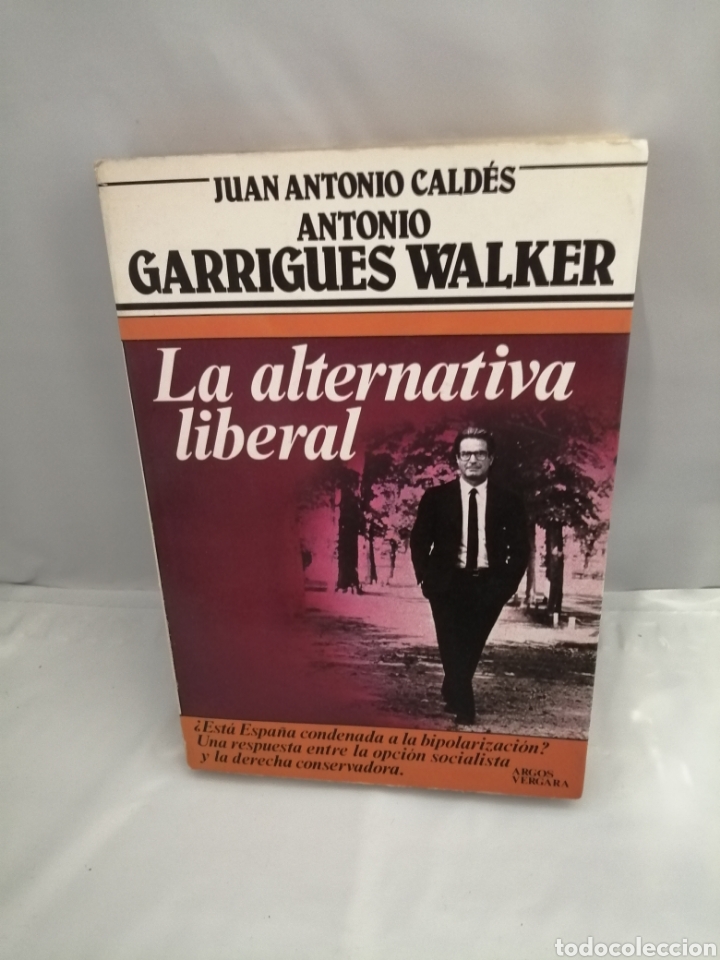 JUAN ANTONIO CALDÉS
ANTONIO
GARRIGUES WALKER
La alternativa
liberal
¿Está España condenada a la bipolarización?
Una respuesta entre la opción socialista
y la derecha conservadora.
ARGOS
VERGARA
todocoleccion